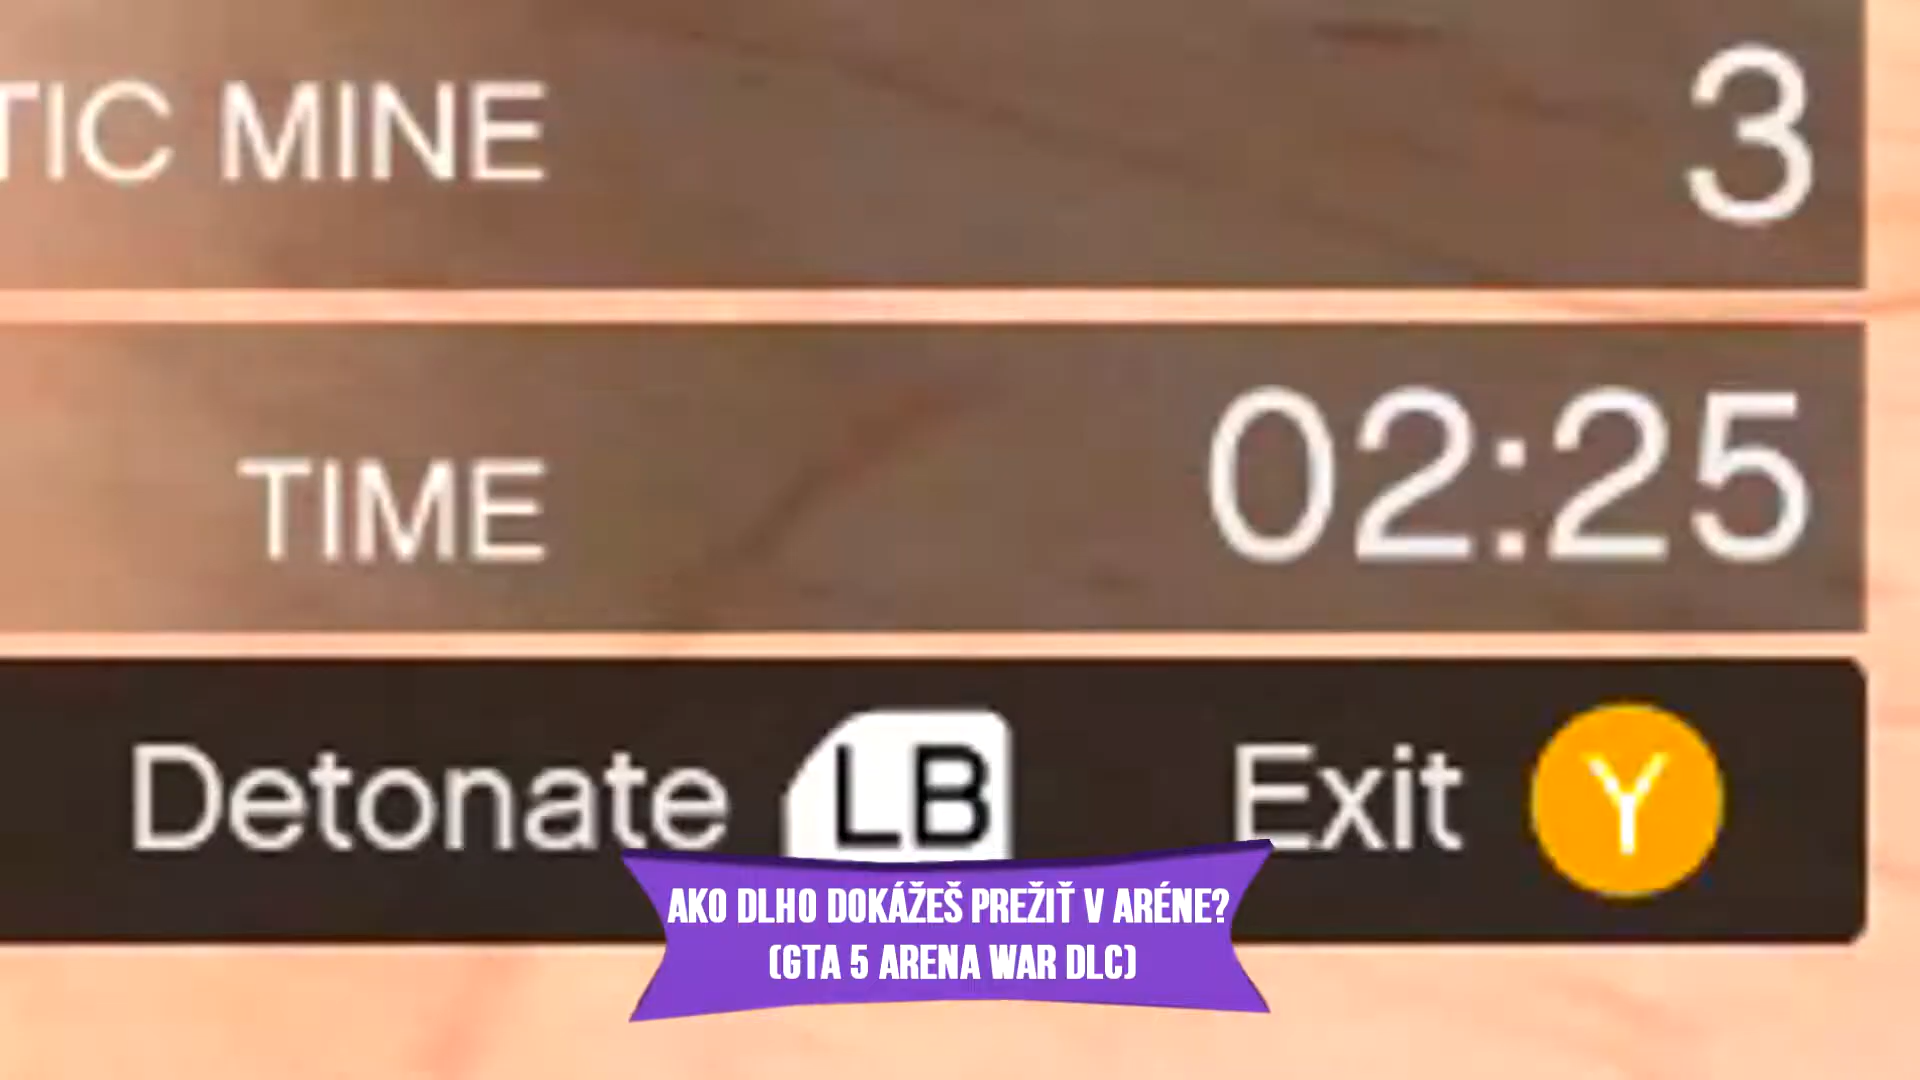 TIC MINE 3
TIME 02:25
Detonate LB Exit Y
AKO DLHO DOKÁŽEŠ PREŽIŤ V ARÉNE?
(GTA 5 ARENA WAR DLC)